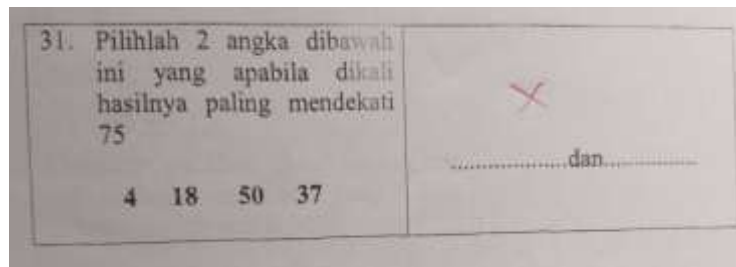 31. Pilihlah 2 angka dibawah
ini yang apabila dikali
hasilnya paling mendekati
75
4 18 50 37
....................dan..................